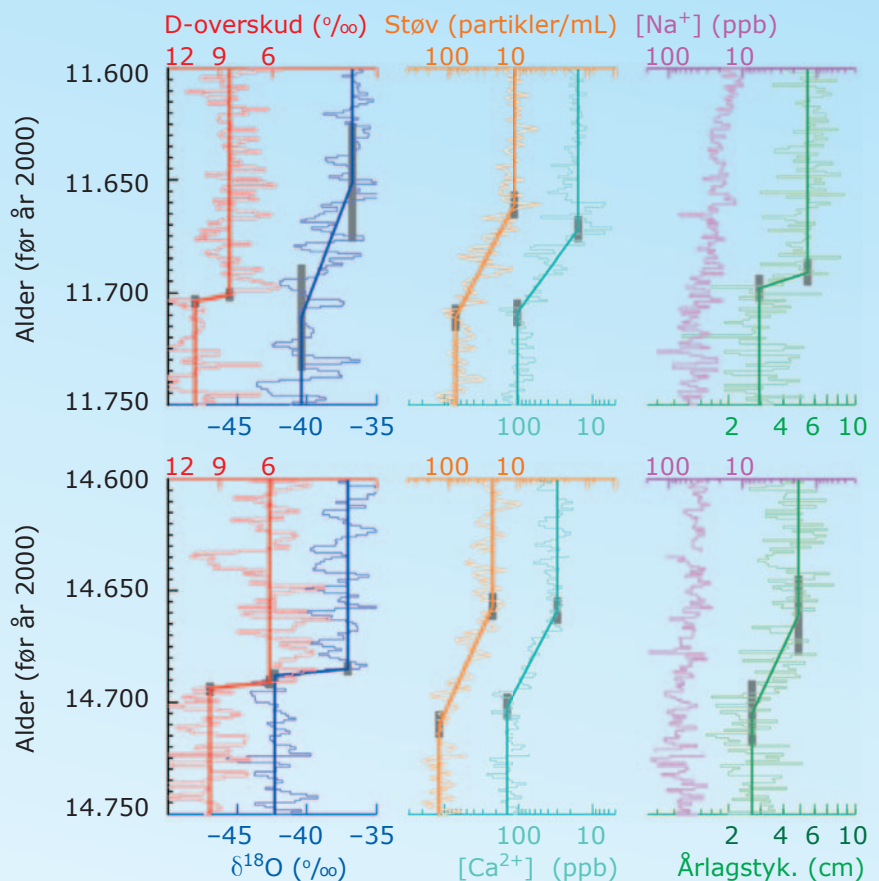 D-overskud (°/oo) Støv (partikler/mL) [Na⁺] (ppb)
12 9 6 100 10 100 10
11.600
11.650
11.700
11.750
Alder (før år 2000)
−45 −40 −35 100 10 2 4 6 10
12 9 6 100 10 100 10
14.600
14.650
14.700
14.750
Alder (før år 2000)
−45 −40 −35 100 10 2 4 6 10
δ¹⁸O (°/oo) [Ca²⁺] (ppb) Årlagstyk. (cm)